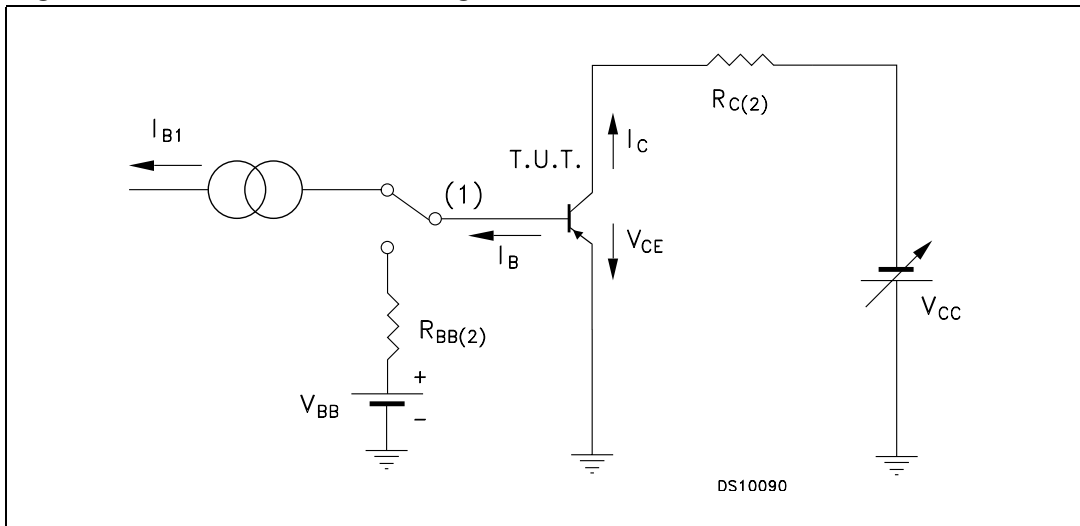 I_B1
T.U.T.
I_C
R_C(2)
(1)
I_B
V_CE
V_CC
R_BB(2)
+
V_BB
-
DS10090